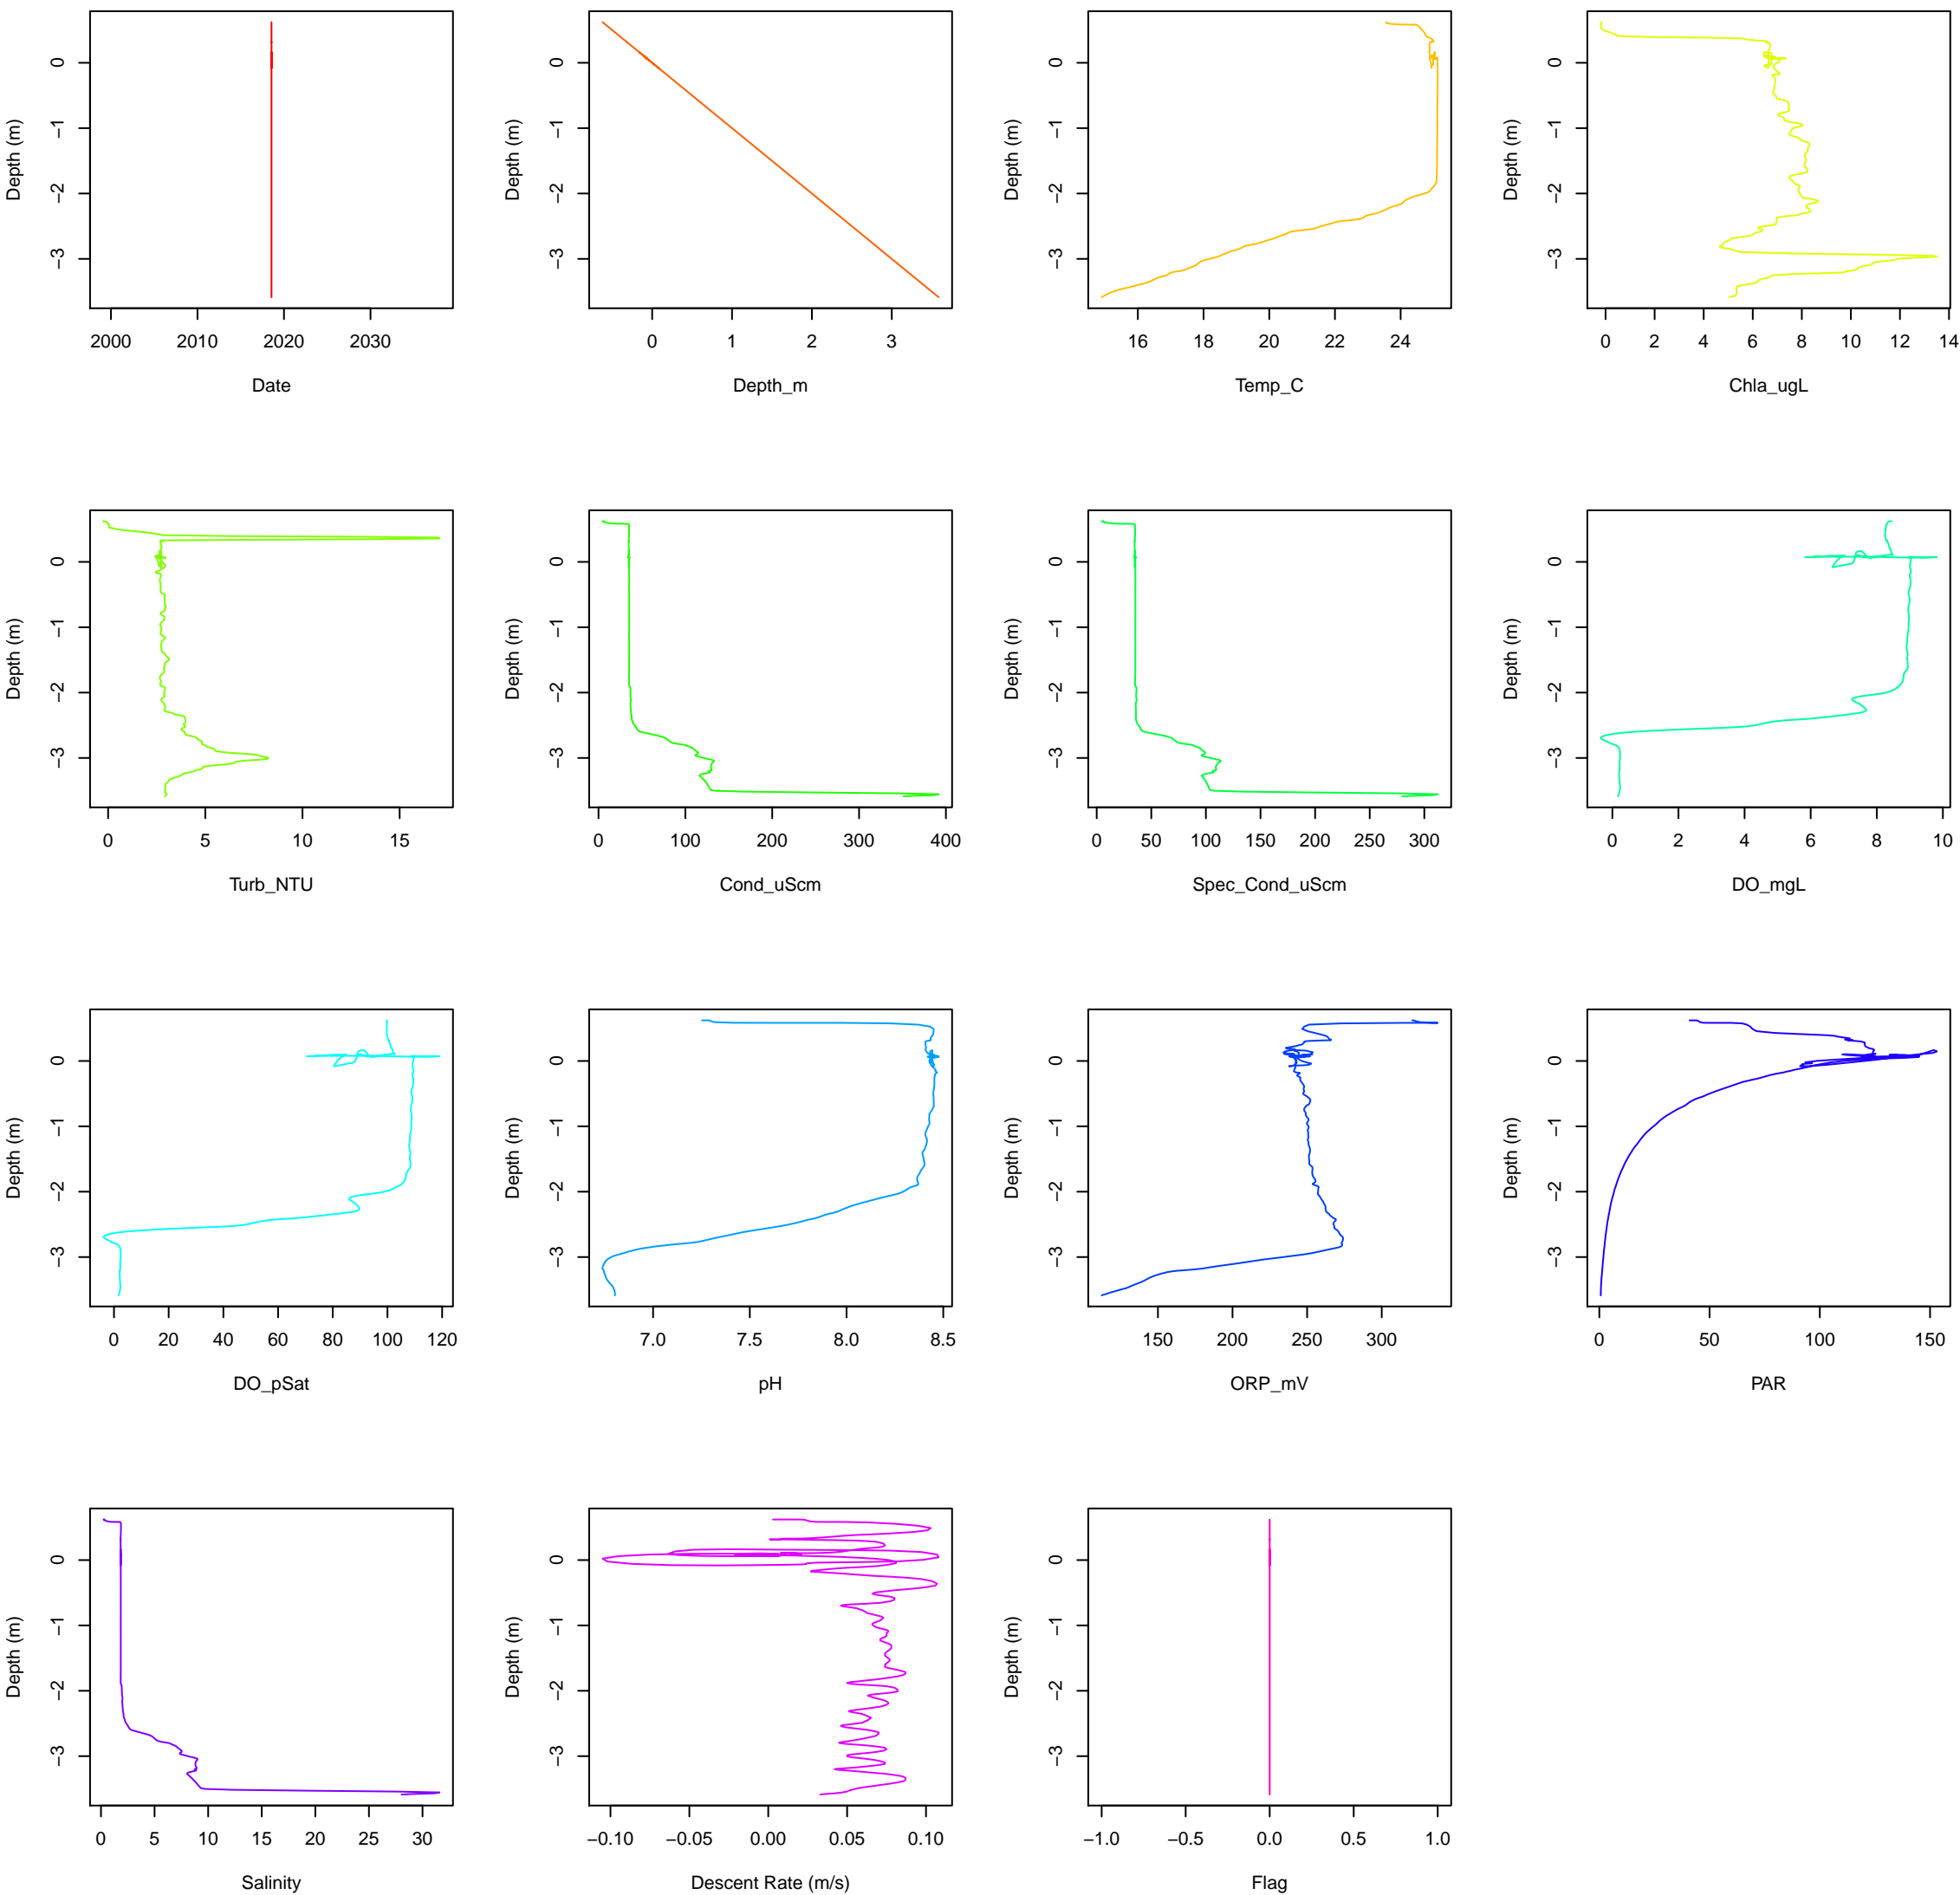 Depth (m)
0
−1
−2
−3
2000 2010 2020 2030
Date
Depth (m)
0
−1
−2
−3
0 1 2 3
Depth_m
Depth (m)
0
−1
−2
−3
16 18 20 22 24
Temp_C
Depth (m)
0
−1
−2
−3
0 2 4 6 8 10 12 14
Chla_ugL
Depth (m)
0
−1
−2
−3
0 5 10 15
Turb_NTU
Depth (m)
0
−1
−2
−3
0 100 200 300 400
Cond_uScm
Depth (m)
0
−1
−2
−3
0 50 100 150 200 250 300
Spec_Cond_uScm
Depth (m)
0
−1
−2
−3
0 2 4 6 8 10
DO_mgL
Depth (m)
0
−1
−2
−3
0 20 40 60 80 100 120
DO_pSat
Depth (m)
0
−1
−2
−3
7.0 7.5 8.0 8.5
pH
Depth (m)
0
−1
−2
−3
150 200 250 300
ORP_mV
Depth (m)
0
−1
−2
−3
0 50 100 150
PAR
Depth (m)
0
−1
−2
−3
0 5 10 15 20 25 30
Salinity
Depth (m)
0
−1
−2
−3
−0.10 −0.05 0.00 0.05 0.10
Descent Rate (m/s)
Depth (m)
0
−1
−2
−3
−1.0 −0.5 0.0 0.5 1.0
Flag